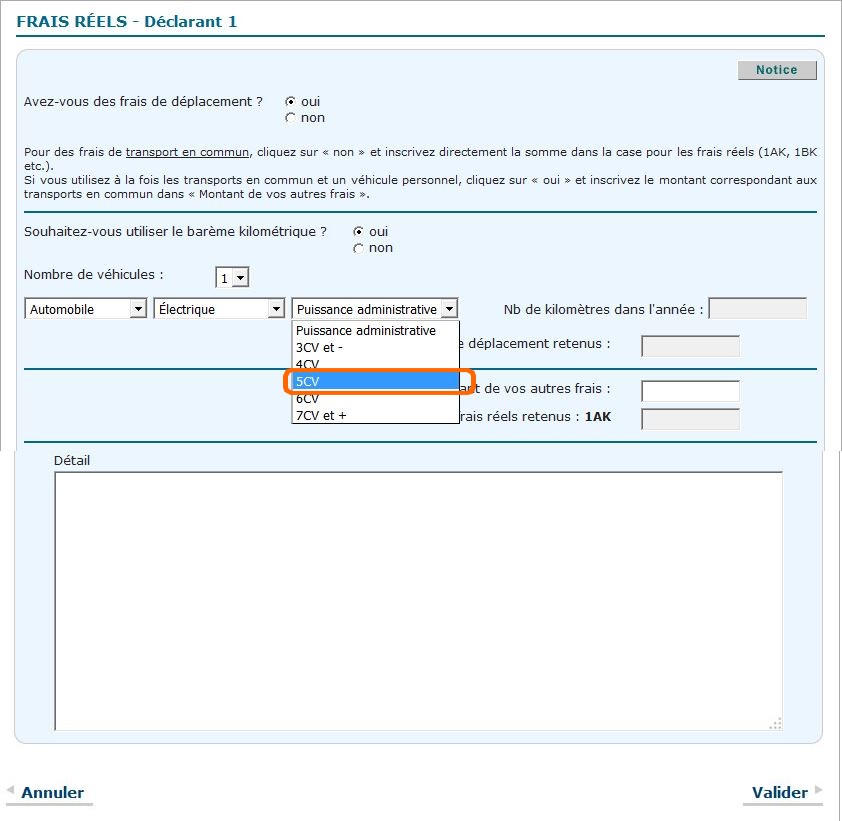 FRAIS RÉELS - Déclarant 1
Notice
Avez-vous des frais de déplacement ? oui
non
Pour des frais de transport en commun, cliquez sur « non » et inscrivez directement la somme dans la case pour les frais réels (1AK, 1BK
etc.).
Si vous utilisez à la fois les transports en commun et un véhicule personnel, cliquez sur « oui » et inscrivez le montant correspondant aux
transports en commun dans « Montant de vos autres frais ».
Souhaitez-vous utiliser le barème kilométrique ? oui
non
Nombre de véhicules : 1
Automobile Électrique Puissance administrative Nb de kilomètres dans l'année :
Puissance administrative
3CV et -
e déplacement retenus :
4CV
5CV
ant de vos autres frais :
6CV
7CV et +
rais réels retenus : 1AK
Détail
Annuler Valider